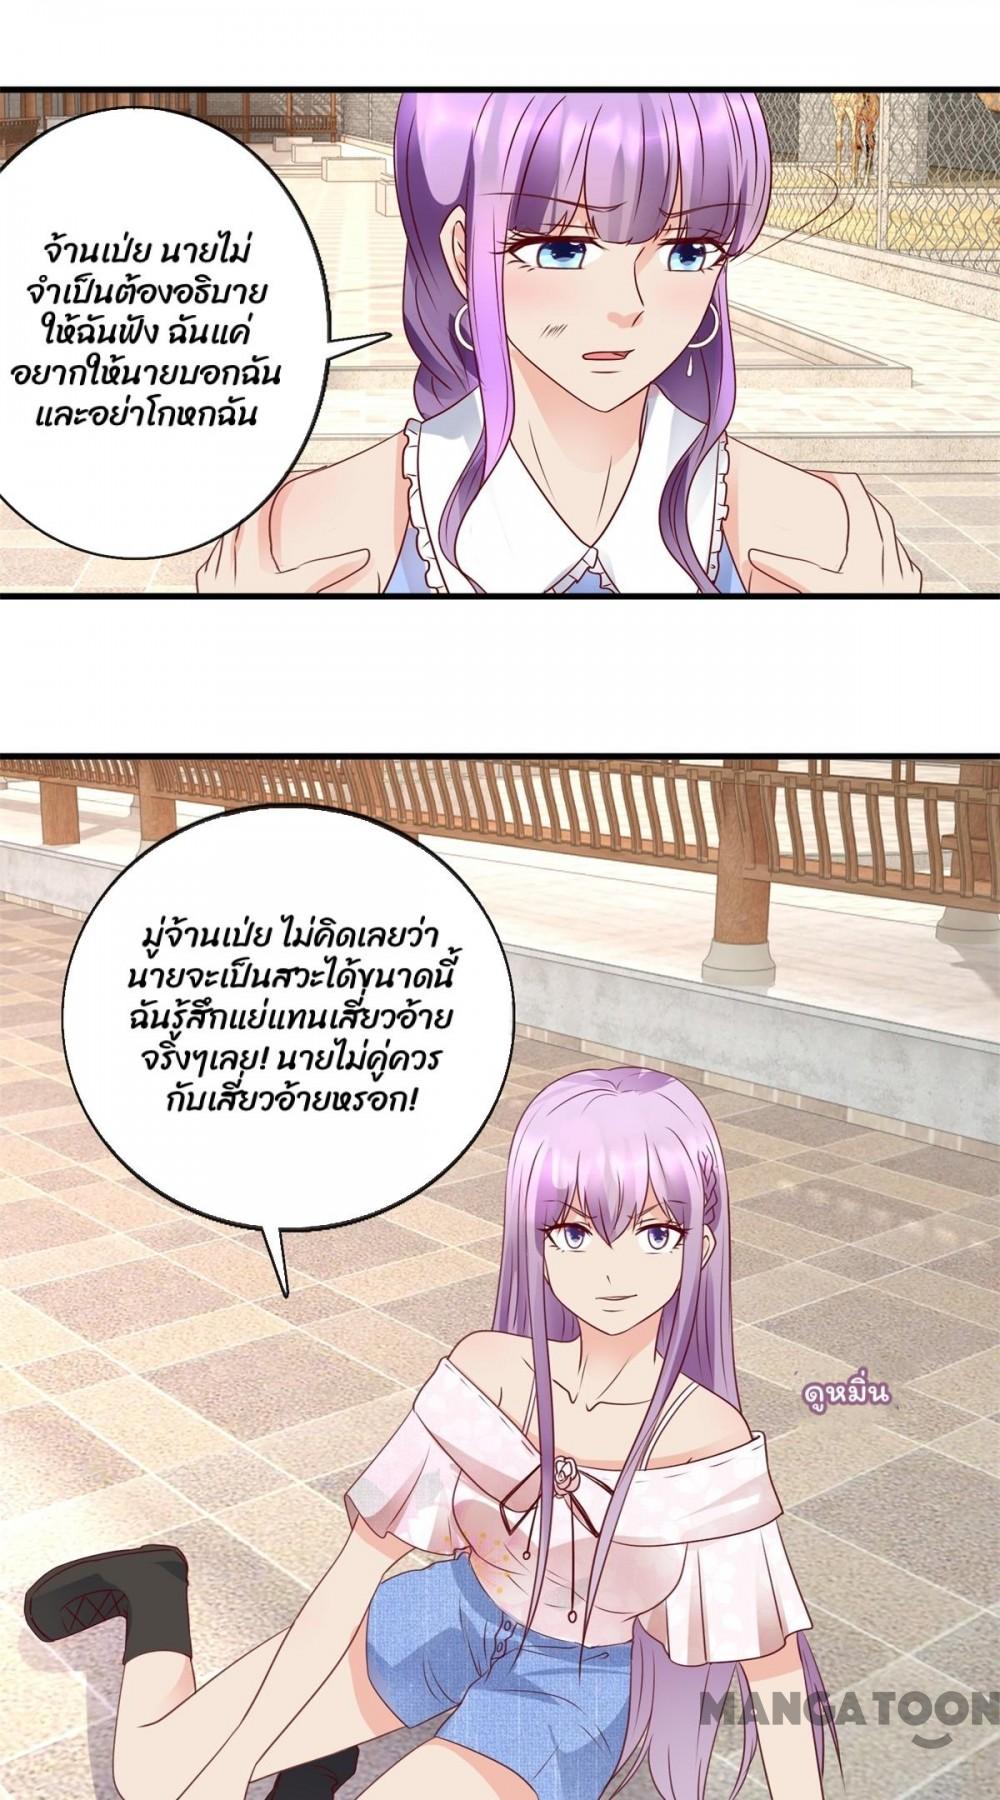 จ้านเป่ย นายไม่
จำเป็นต้องอธิบาย
ให้ฉันฟัง ฉันแค่
อยากให้นายบอกฉัน
และอย่าโกหกฉัน
มู่จ้านเป่ย ไม่คิดเลยว่า
นายจะเป็นสวะได้ขนาดนี้
ฉันรู้สึกแย่แทนเสี่ยวอ้าย
จริงๆเลย! นายไม่คู่ควร
กับเสี่ยวอ้ายหรอก!
ดูหมิ่น
MANGATOON